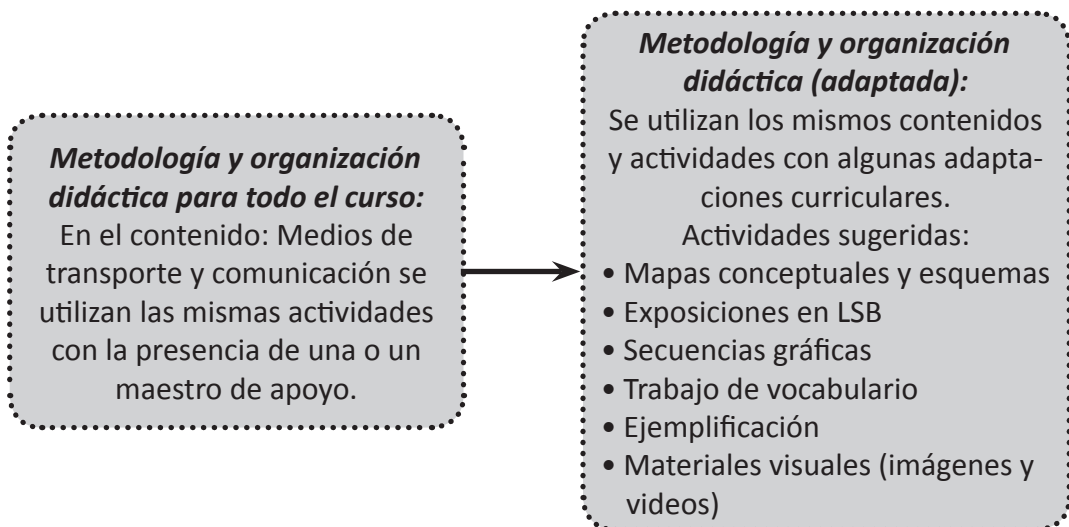 Metodología y organización
didáctica para todo el curso:
En el contenido: Medios de
transporte y comunicación se
utilizan las mismas actividades
con la presencia de una o un
maestro de apoyo.
Metodología y organización
didáctica (adaptada):
Se utilizan los mismos contenidos
y actividades con algunas adapta-
ciones curriculares.
Actividades sugeridas:
• Mapas conceptuales y esquemas
• Exposiciones en LSB
• Secuencias gráficas
• Trabajo de vocabulario
• Ejemplificación
• Materiales visuales (imágenes y
videos)